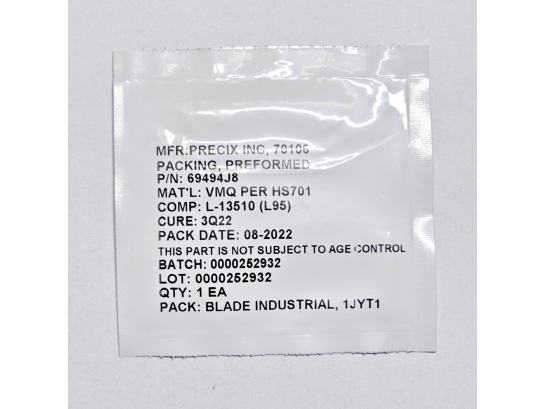 MFR:PRECIX INC, 70106
PACKING, PREFORMED
P/N: 69494J8
MAT'L: VMQ PER HS701
COMP: L-13510 (L95)
CURE: 3Q22
PACK DATE: 08-2022
THIS PART IS NOT SUBJECT TO AGE CONTROL
BATCH: 0000252932
LOT: 0000252932
QTY: 1 EA
PACK: BLADE INDUSTRIAL, 1JYT1